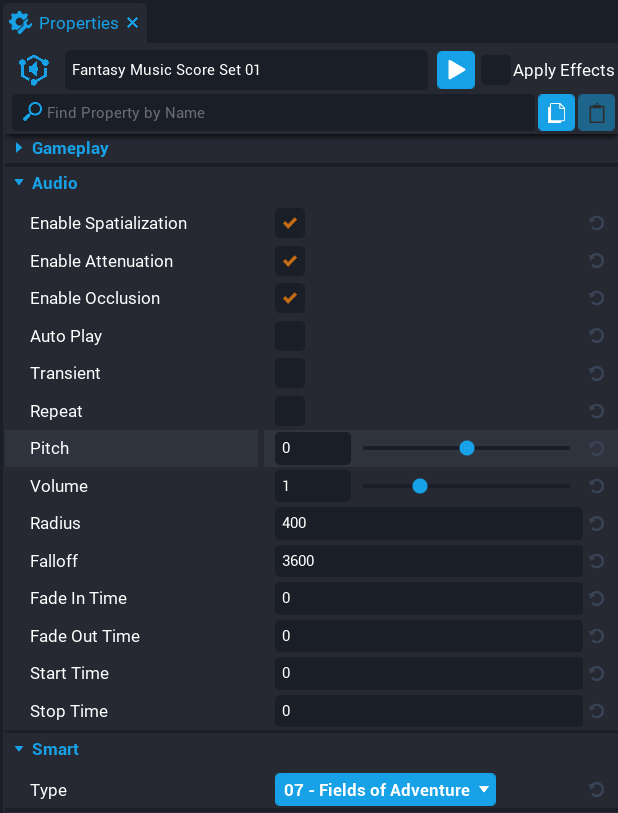 Properties
Fantasy Music Score Set 01
Apply Effects
Find Property by Name
Gameplay
Audio
Enable Spatialization
Enable Attenuation
Enable Occlusion
Auto Play
Transient
Repeat
Pitch 0
Volume 1
Radius 400
Falloff 3600
Fade In Time 0
Fade Out Time 0
Start Time 0
Stop Time 0
Smart
Type 07 - Fields of Adventure